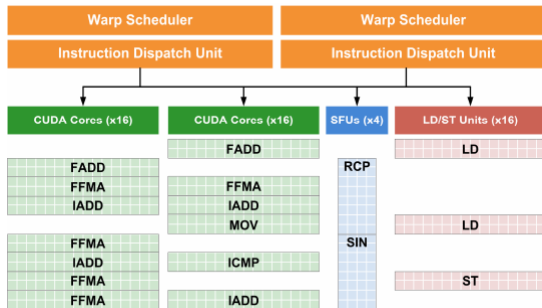 Warp Scheduler Warp Scheduler
Instruction Dispatch Unit Instruction Dispatch Unit
CUDA Cores (x16) CUDA Cores (x16) SFUs (x4) LD/ST Units (x16)
FADD LD
FADD RCP
FFMA FFMA
IADD IADD
MOV LD
FFMA SIN
IADD ICMP
FFMA ST
FFMA IADD